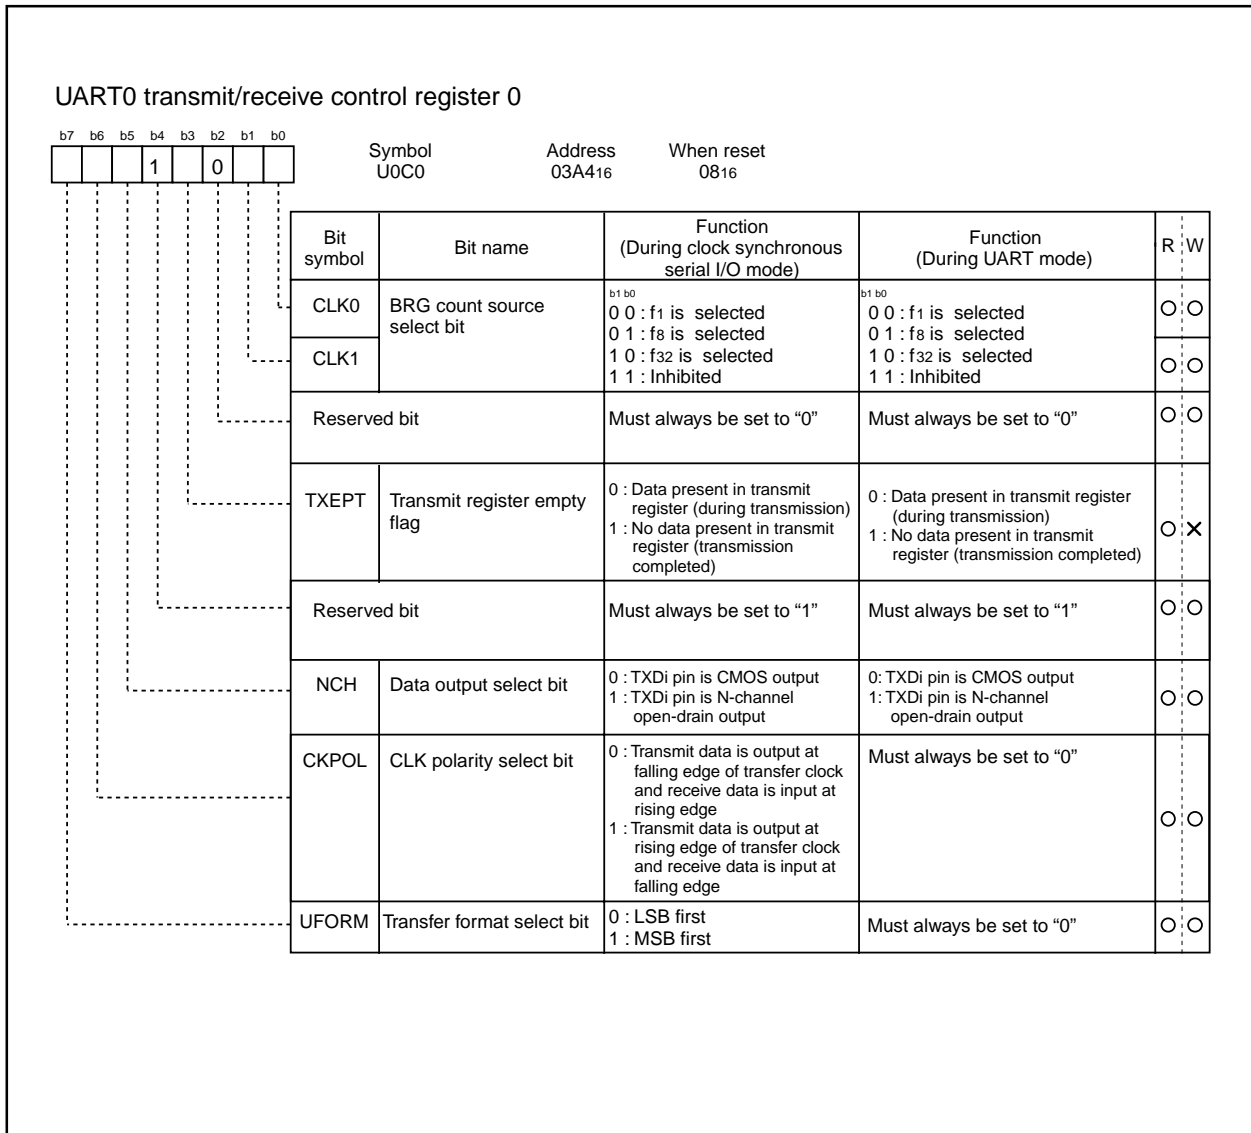 UART0 transmit/receive control register 0
b7 b6 b5 b4 b3 b2 b1 b0
1 0
Symbol Address When reset
U0C0 03A416 0816
Bit symbol Bit name Function (During clock synchronous serial I/O mode) Function (During UART mode) R W
CLK0
CLK1
BRG count source
select bit
b1 b0
0 0 : f1 is selected
0 1 : f8 is selected
1 0 : f32 is selected
1 1 : Inhibited
b1 b0
0 0 : f1 is selected
0 1 : f8 is selected
1 0 : f32 is selected
1 1 : Inhibited
Reserved bit
Must always be set to “0”
Must always be set to “0”
TXEPT
Transmit register empty
flag
0 : Data present in transmit
register (during transmission)
1 : No data present in transmit
register (transmission
completed)
0 : Data present in transmit register
(during transmission)
1 : No data present in transmit
register (transmission completed)
Reserved bit
Must always be set to “1”
Must always be set to “1”
NCH
Data output select bit
0 : TXDi pin is CMOS output
1 : TXDi pin is N-channel
open-drain output
0: TXDi pin is CMOS output
1: TXDi pin is N-channel
open-drain output
CKPOL
CLK polarity select bit
0 : Transmit data is output at
falling edge of transfer clock
and receive data is input at
rising edge
1 : Transmit data is output at
rising edge of transfer clock
and receive data is input at
falling edge
Must always be set to “0”
UFORM
Transfer format select bit
0 : LSB first
1 : MSB first
Must always be set to “0”